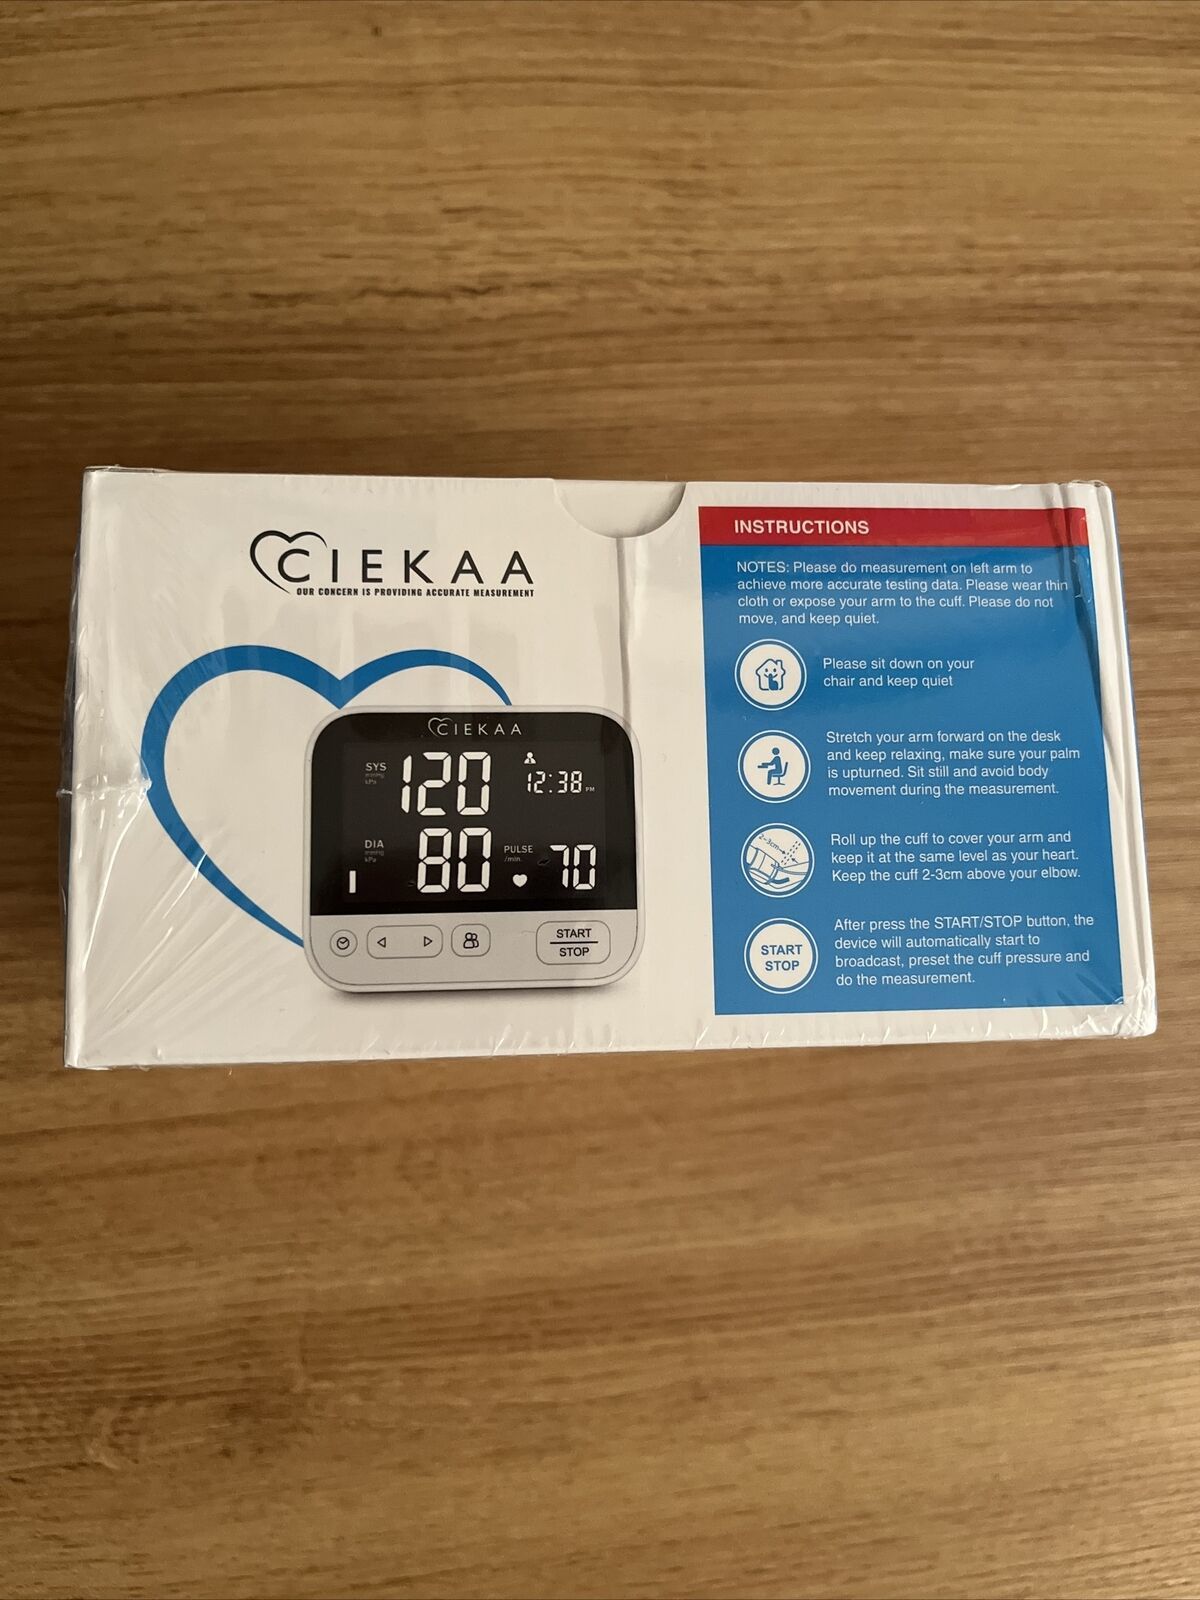 CIEKAA
OUR CONCERN IS PROVIDING ACCURATE MEASUREMENT
CIEKAA
SYS
mmHg
kPa
120
12:38 PM
DIA
mmHg
kPa
80
PULSE
/min.
70
START
STOP
INSTRUCTIONS
NOTES: Please do measurement on left arm to
achieve more accurate testing data. Please wear thin
cloth or expose your arm to the cuff. Please do not
move, and keep quiet.
Please sit down on your
chair and keep quiet
Stretch your arm forward on the desk
and keep relaxing, make sure your palm
is upturned. Sit still and avoid body
movement during the measurement.
2~3cm
Roll up the cuff to cover your arm and
keep it at the same level as your heart.
Keep the cuff 2-3cm above your elbow.
START
STOP
After press the START/STOP button, the
device will automatically start to
broadcast, preset the cuff pressure and
do the measurement.